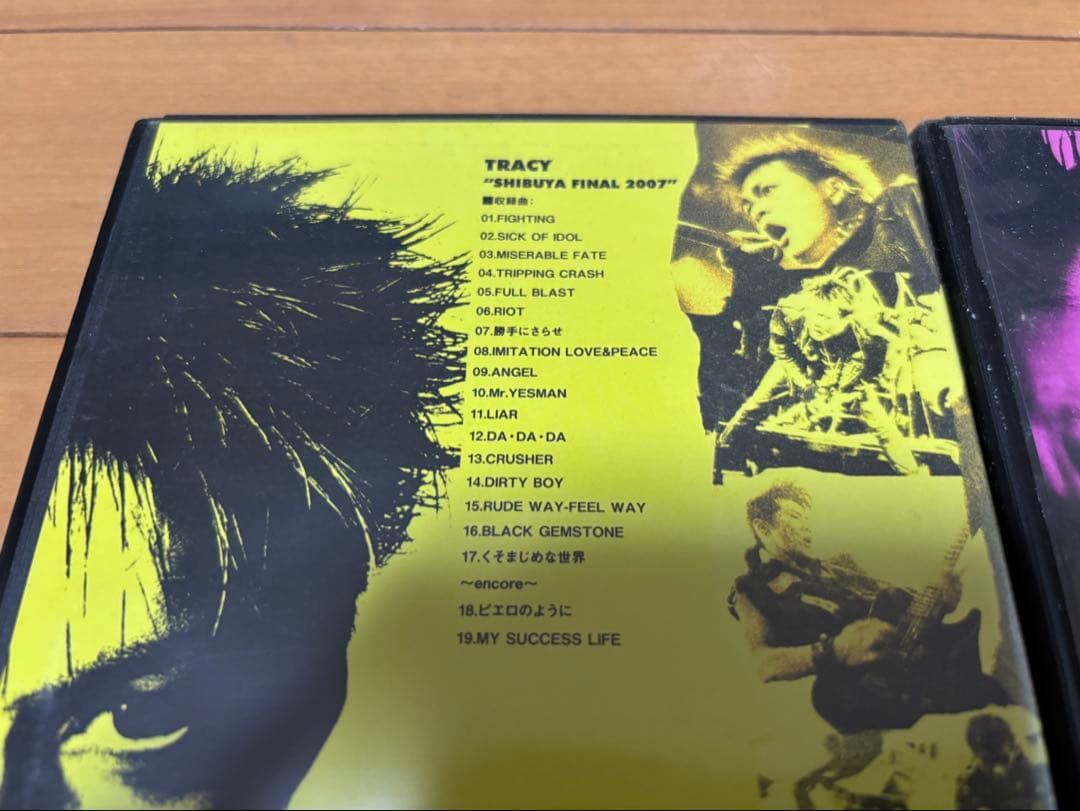 TRACY
"SHIBUYA FINAL 2007"
■収録曲:
01.FIGHTING
02.SICK OF IDOL
03.MISERABLE FATE
04.TRIPPING CRASH
05.FULL BLAST
06.RIOT
07.勝手にさらせ
08.IMITATION LOVE&PEACE
09.ANGEL
10.Mr.YESMAN
11.LIAR
12.DA・DA・DA
13.CRUSHER
14.DIRTY BOY
15.RUDE WAY-FEEL WAY
16.BLACK GEMSTONE
17.くそまじめな世界
〜encore〜
18.ピエロのように
19.MY SUCCESS LIFE